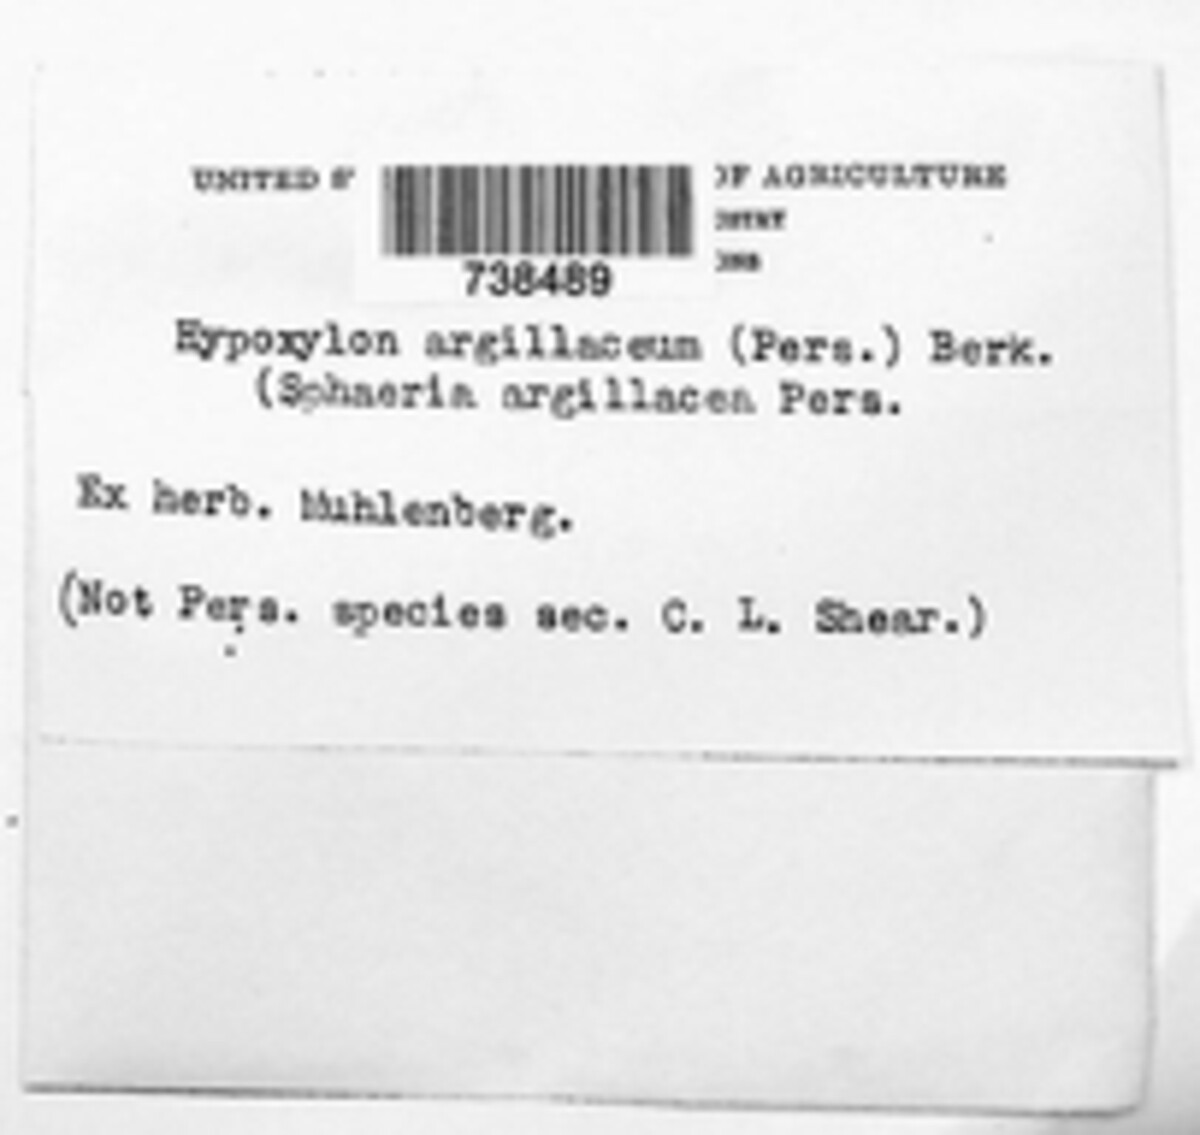 UNITED S OF AGRICULTURE
738489
Hypoxylon argillaceum (Pers.) Berk.
(Sphaeria argillacea Pers.
Ex herb. Muhlenberg.
(Not Pers. species sec. C. L. Shear.)